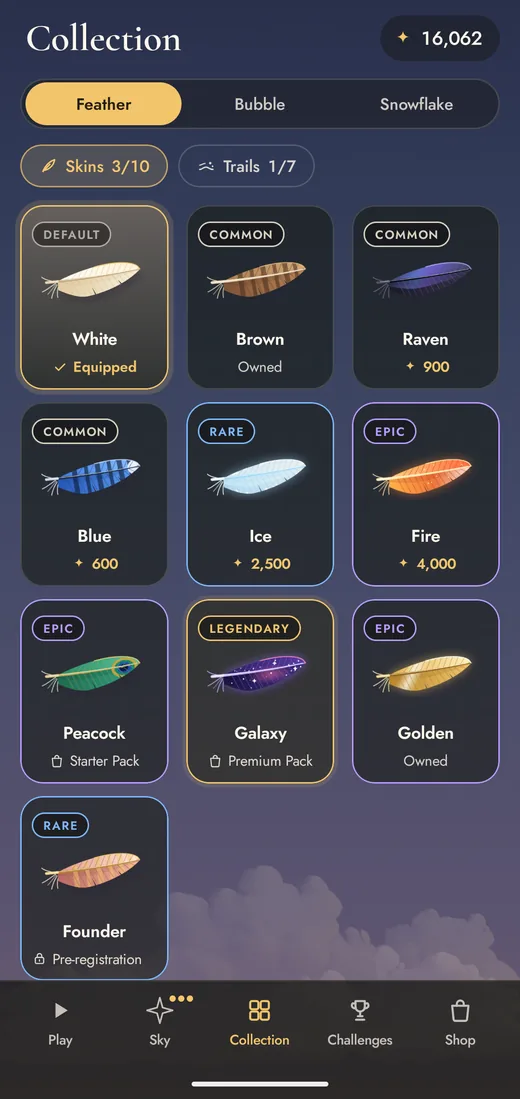 Collection
16,062
Feather Bubble Snowflake
Skins 3/10 Trails 1/7
DEFAULT COMMON COMMON
White Brown Raven
Equipped Owned 900
COMMON RARE EPIC
Blue Ice Fire
600 2,500 4,000
EPIC LEGENDARY EPIC
Peacock Galaxy Golden
Starter Pack Premium Pack Owned
RARE
Founder
Pre-registration
Play Sky Collection Challenges Shop